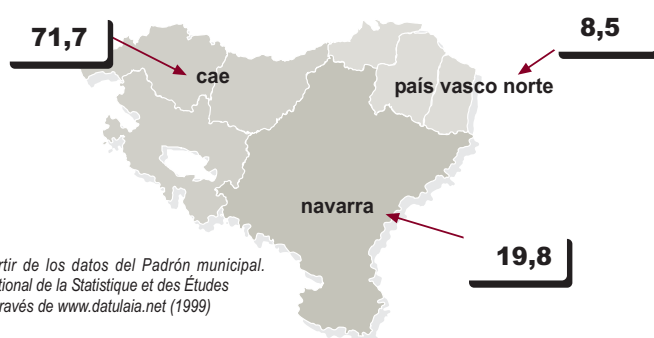 71,7
8,5
cae
país vasco norte
navarra
19,8
rtir de los datos del Padrón municipal.
tional de la Statistique et des Études
ravés de www.datulaia.net (1999)